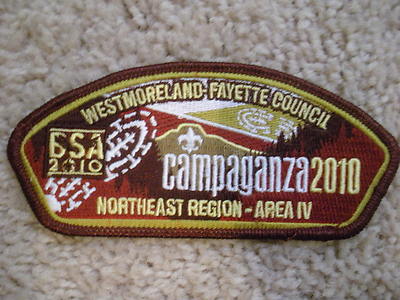 WESTMORELAND-FAYETTE COUNCIL
BSA
2010
campaganza2010
NORTHEAST REGION - AREA IV